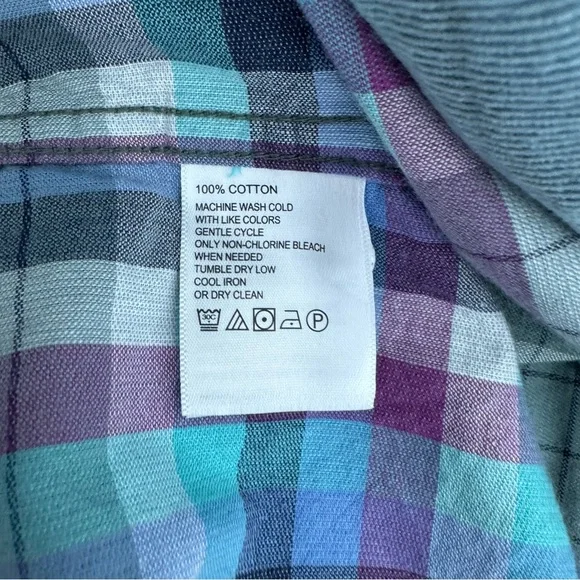 100% COTTON
MACHINE WASH COLD
WITH LIKE COLORS
GENTLE CYCLE
ONLY NON-CHLORINE BLEACH
WHEN NEEDED
TUMBLE DRY LOW
COOL IRON
OR DRY CLEAN
30C P